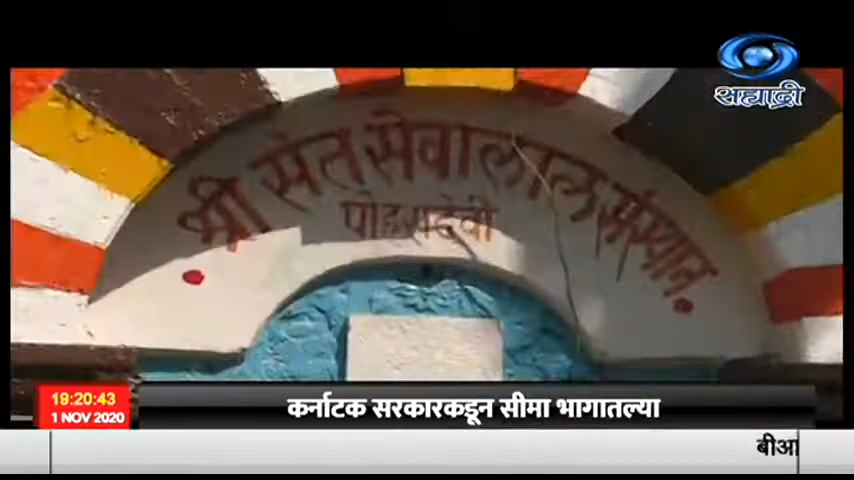 सह्याद्री
श्री संत सेवालाल संस्थान
पोहरादेवी
19:20:43
1 NOV 2020
कर्नाटक सरकारकडून सीमा भागातल्या
बीआ